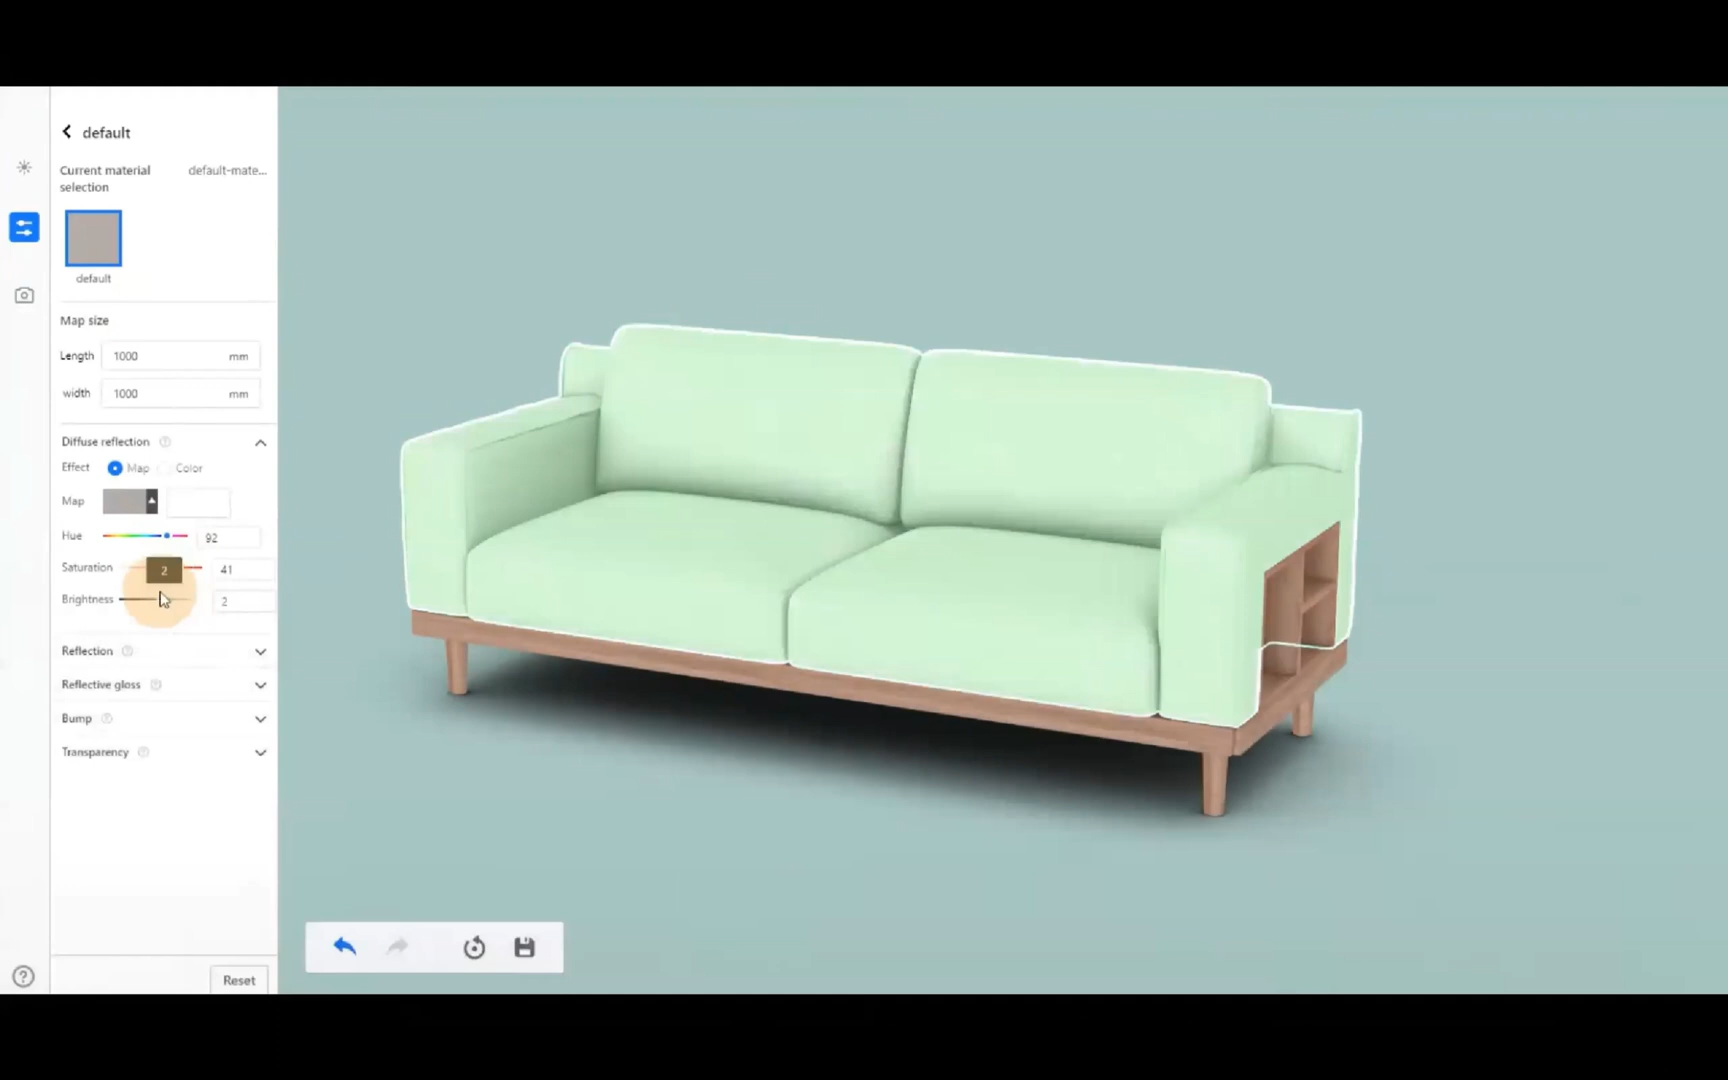 default
Current material
selection
default-mate...
default
Map size
Length 1000 mm
width 1000 mm
Diffuse reflection ?
Effect Map Color
Map
Hue 92
Saturation 2 41
Brightness 2
Reflection ?
Reflective gloss ?
Bump ?
Transparency ?
Reset
?